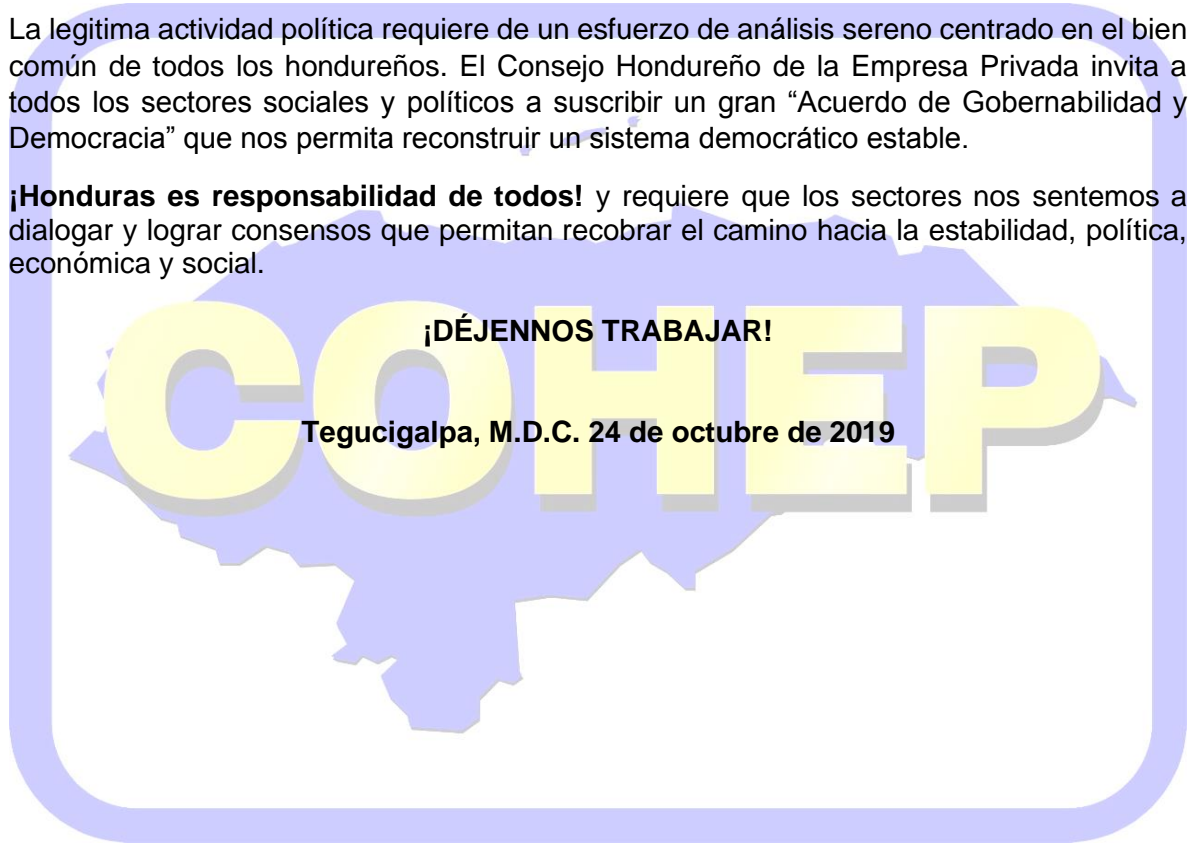 La legitima actividad política requiere de un esfuerzo de análisis sereno centrado en el bien
común de todos los hondureños. El Consejo Hondureño de la Empresa Privada invita a
todos los sectores sociales y políticos a suscribir un gran “Acuerdo de Gobernabilidad y
Democracia” que nos permita reconstruir un sistema democrático estable.
¡Honduras es responsabilidad de todos! y requiere que los sectores nos sentemos a
dialogar y lograr consensos que permitan recobrar el camino hacia la estabilidad, política,
económica y social.
¡DÉJENNOS TRABAJAR!
Tegucigalpa, M.D.C. 24 de octubre de 2019
COHEP